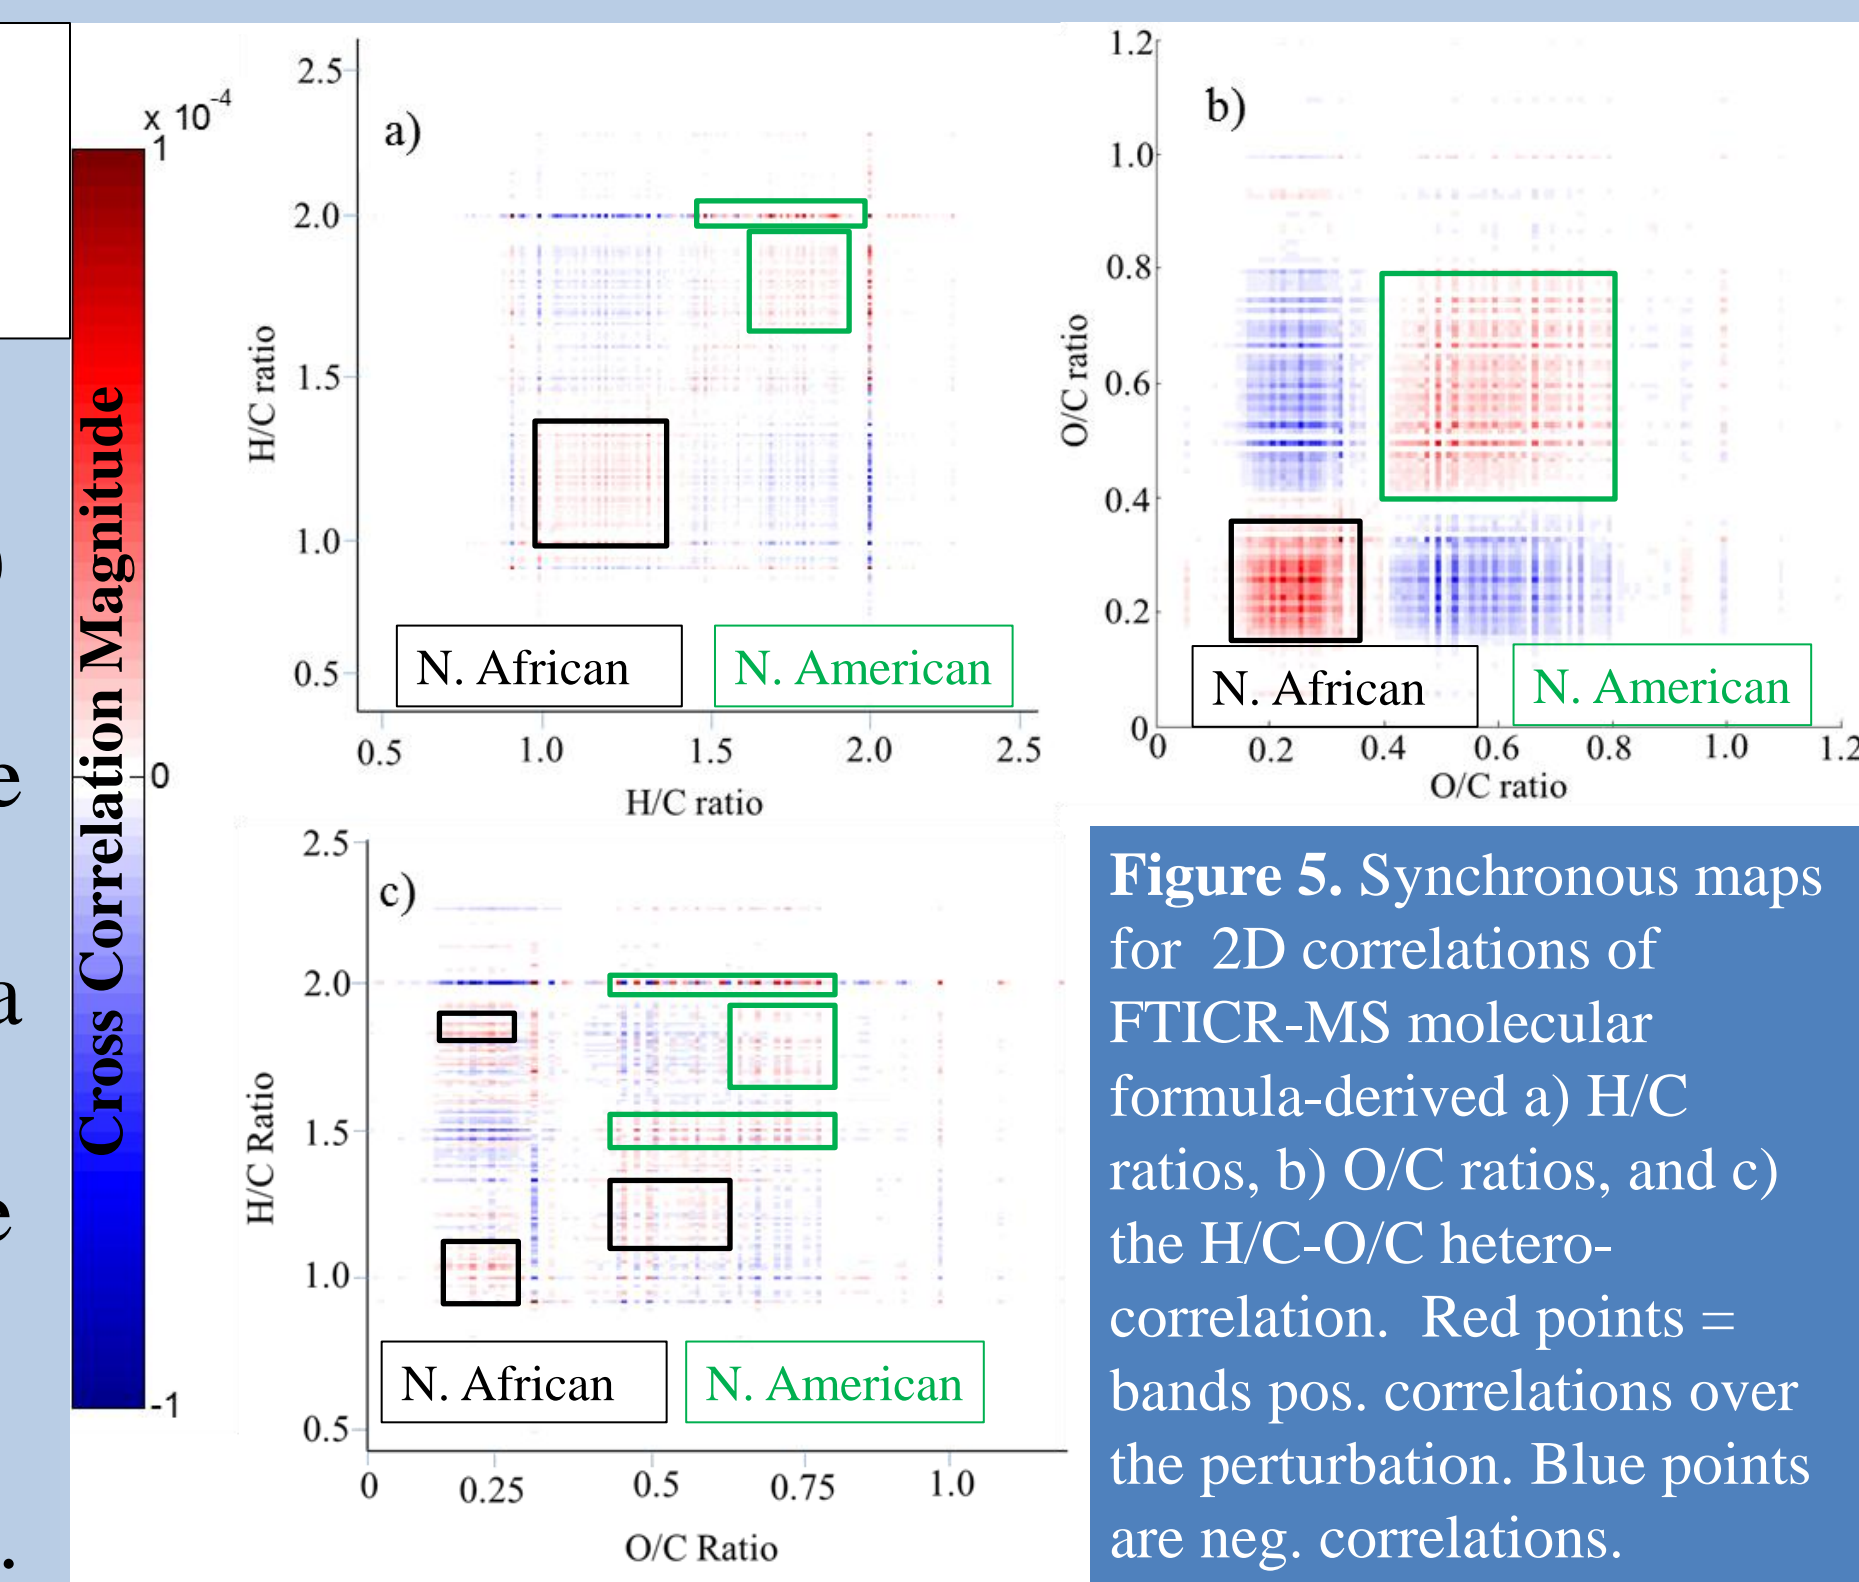 x 10-4
1
0
-1
Cross Correlation Magnitude
e
a
e
.
a)
2.5
2.0
1.5
1.0
0.5
H/C ratio
N. African
N. American
0.5 1.0 1.5 2.0 2.5
H/C ratio
b)
1.2
1.0
0.8
0.6
0.4
0.2
0
O/C ratio
N. African
N. American
0 0.2 0.4 0.6 0.8 1.0 1.2
O/C ratio
c)
2.5
2.0
1.5
1.0
0.5
H/C Ratio
N. African
N. American
0 0.25 0.5 0.75 1.0
O/C Ratio
Figure 5. Synchronous maps
for 2D correlations of
FTICR-MS molecular
formula-derived a) H/C
ratios, b) O/C ratios, and c)
the H/C-O/C hetero-
correlation. Red points =
bands pos. correlations over
the perturbation. Blue points
are neg. correlations.